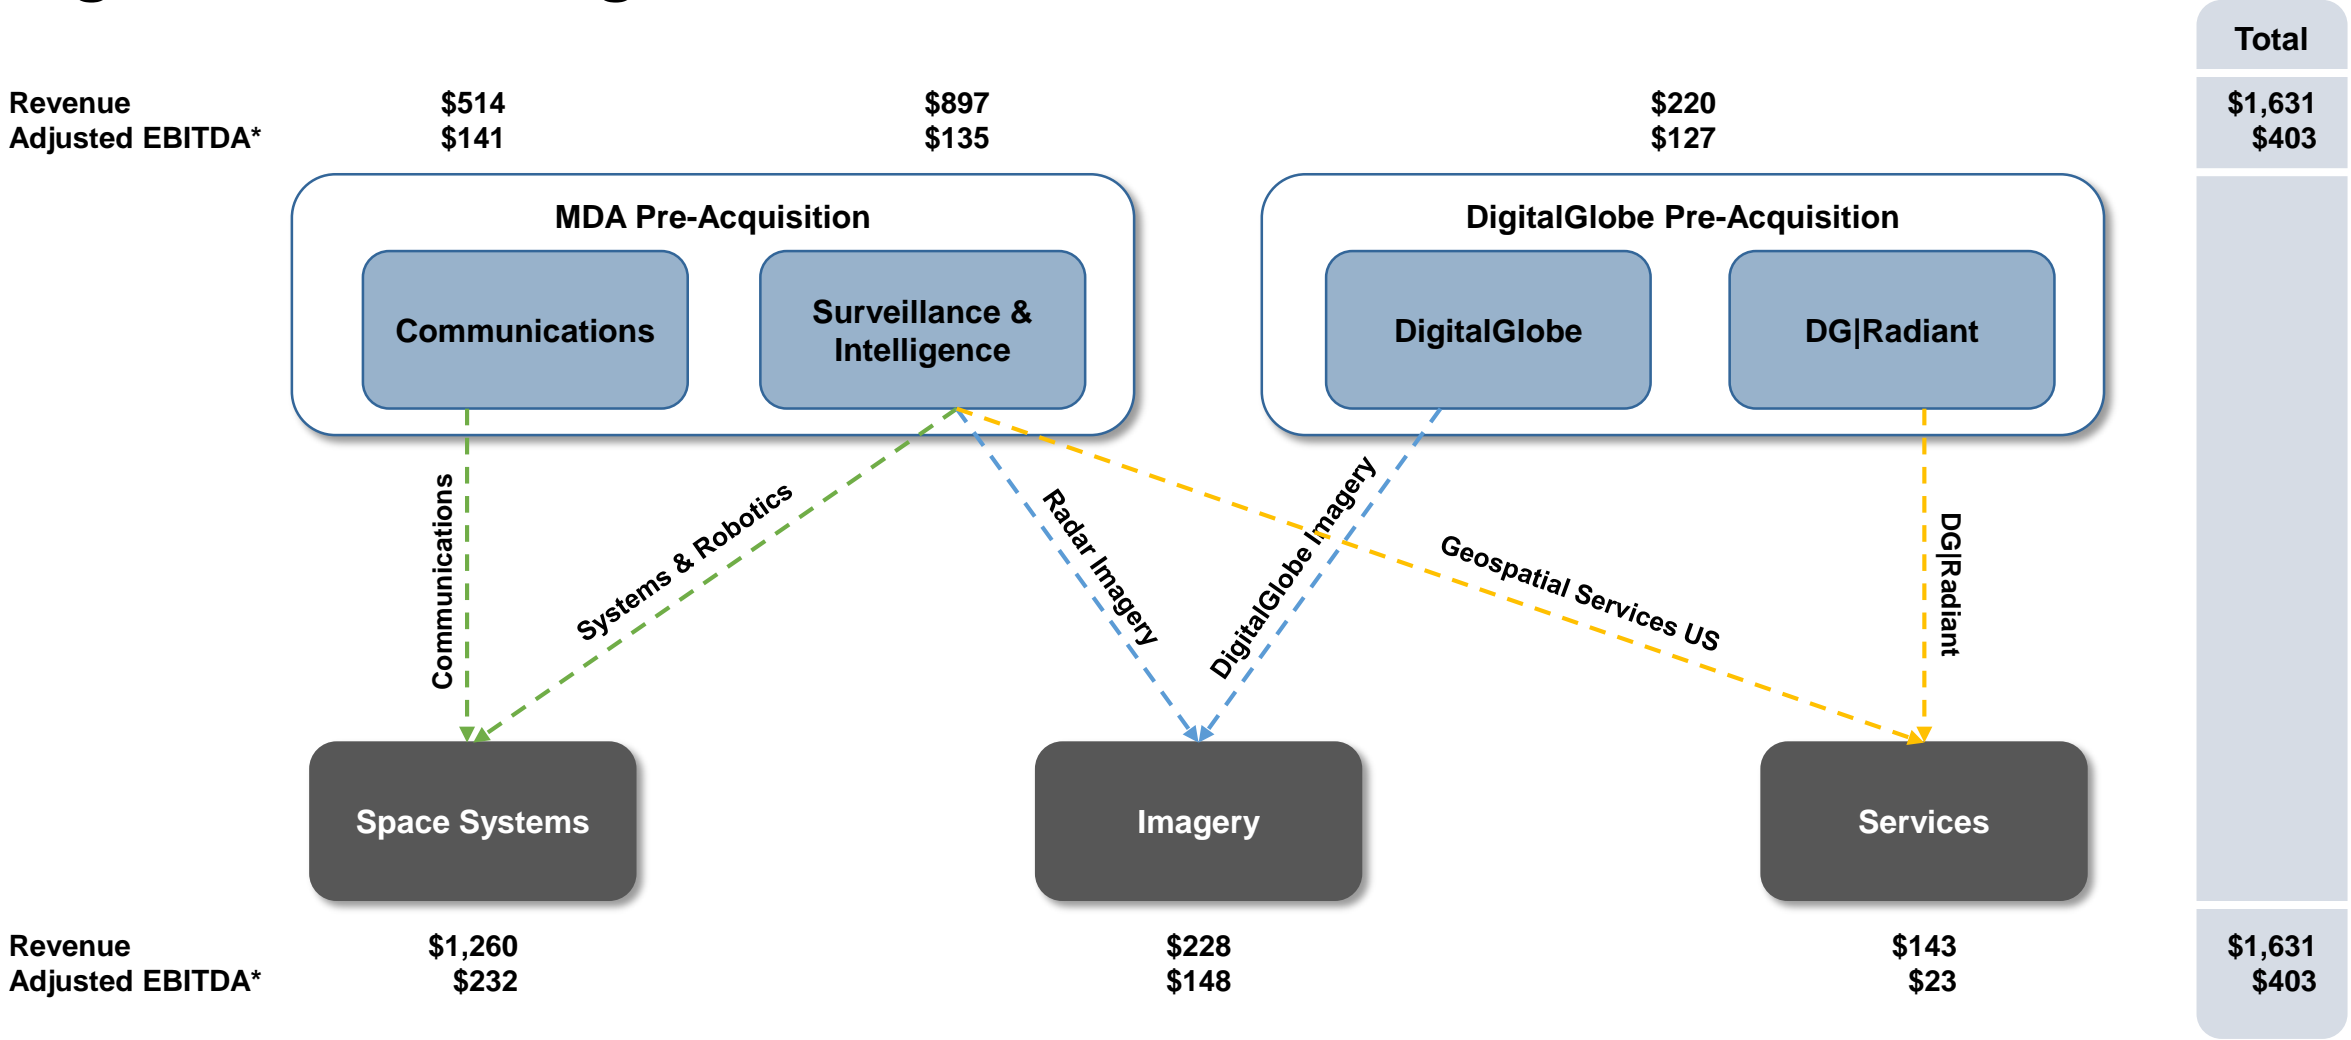 Total
Revenue $514 $897 $220 $1,631
Adjusted EBITDA* $141 $135 $127 $403
MDA Pre-Acquisition
DigitalGlobe Pre-Acquisition
Communications
Surveillance &
Intelligence
DigitalGlobe
DG|Radiant
Communications
Systems & Robotics
Radar Imagery
DigitalGlobe Imagery
Geospatial Services US
DG|Radiant
Space Systems
Imagery
Services
Revenue $1,260 $228 $143 $1,631
Adjusted EBITDA* $232 $148 $23 $403